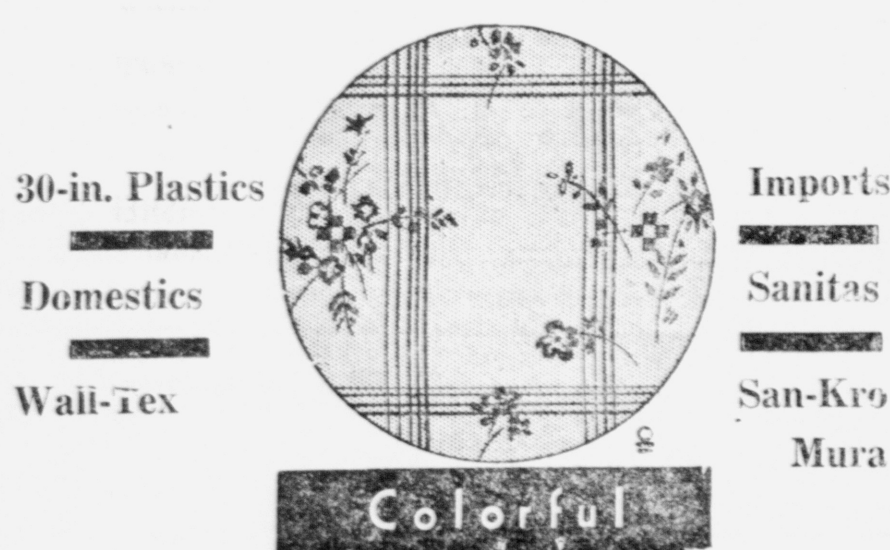 30-in. Plastics
Domestics
Wall-Tex
Imports
Sanitas
San-Kro
Mura
Colorful